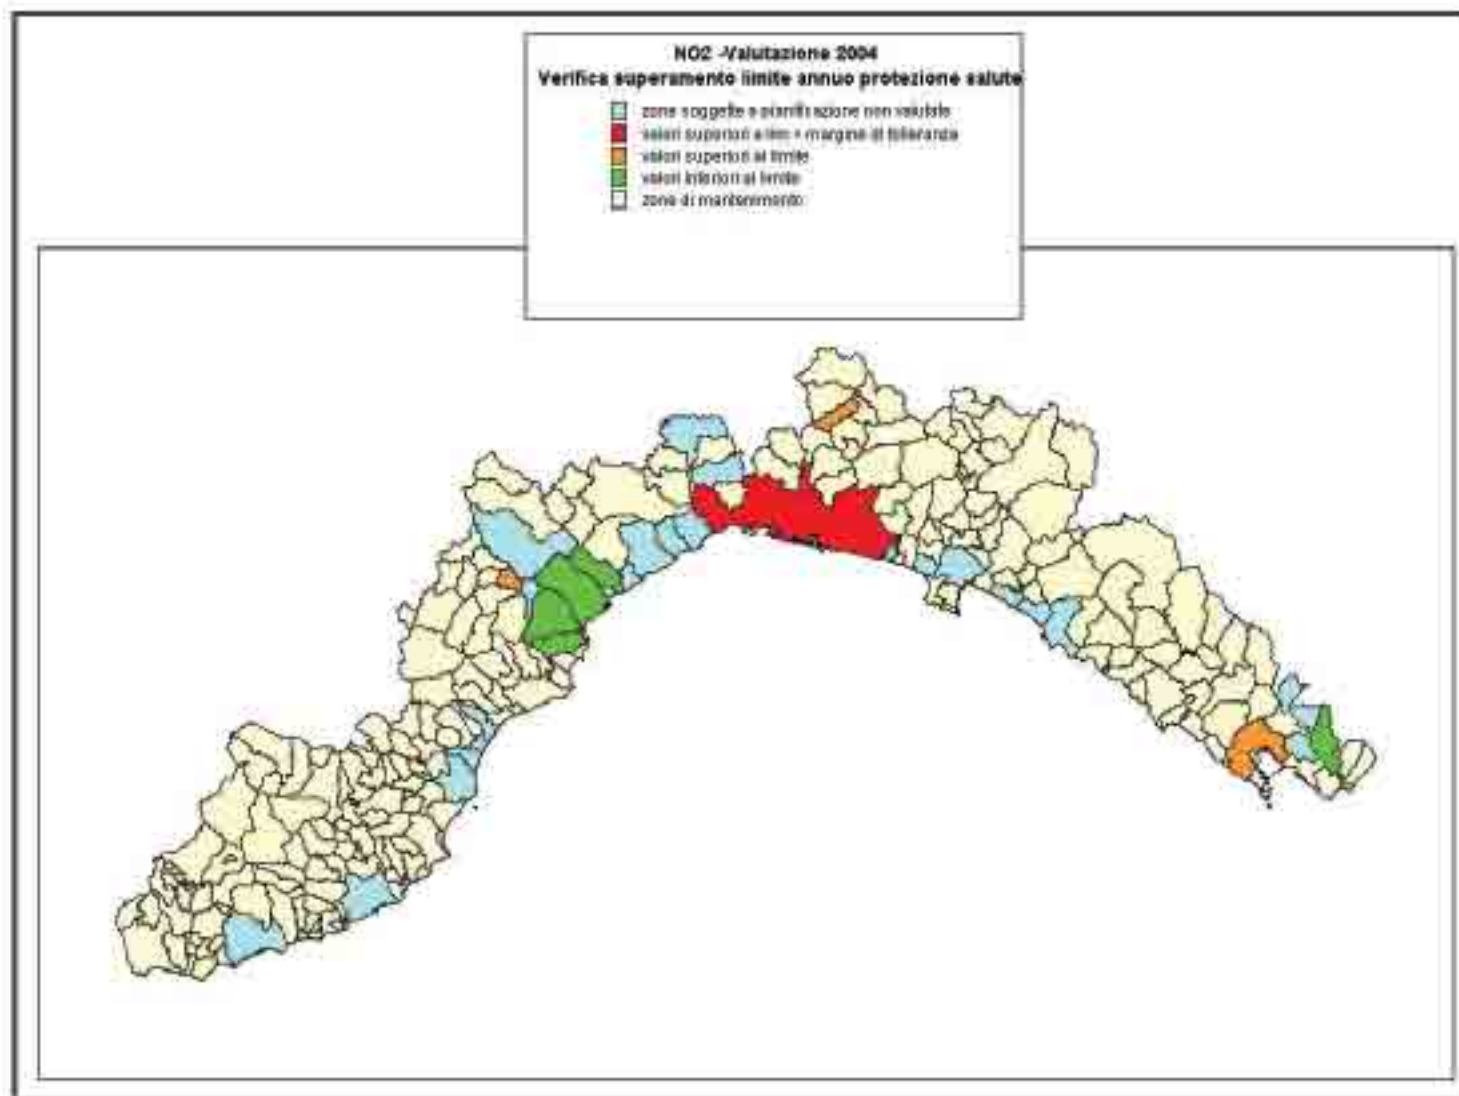 NO2 -Valutazione 2004
Verifica superamento limite annuo protezione salute
zone soggette a pianificazione non valutate
valori superiori a lim + margine di tolleranza
valori superiori al limite
valori inferiori al limite
zone di mantenimento